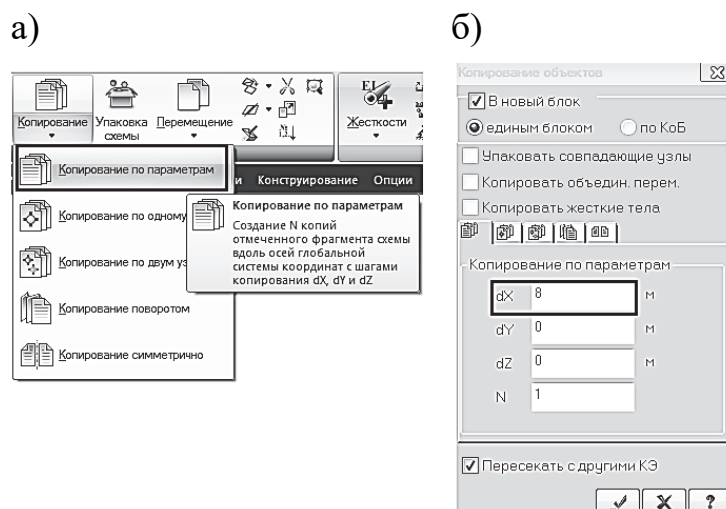 а)
Копирование
Упаковка схемы
Перемещение
Жесткости
Копирование по параметрам
и Конструирование Опции
Копирование по одному
Копирование по двум уз
Копирование поворотом
Копирование симметрично
Копирование по параметрам
Создание N копий
отмеченного фрагмента схемы
вдоль осей глобальной
системы координат с шагами
копирования dX, dY и dZ
б)
Копирование объектов
В новый блок
единым блоком по КоБ
Упаковать совпадающие узлы
Копировать объедин. перем.
Копировать жесткие тела
Копирование по параметрам
dX 8 м
dY 0 м
dZ 0 м
N 1
Пересекать с другими КЭ
?